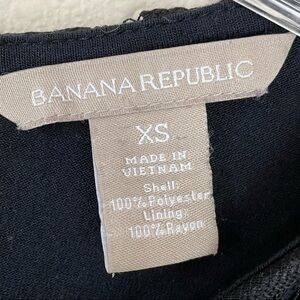 BANANA REPUBLIC
XS
MADE IN
VIETNAM
Shell:
100% Polyester
Lining:
100% Rayon